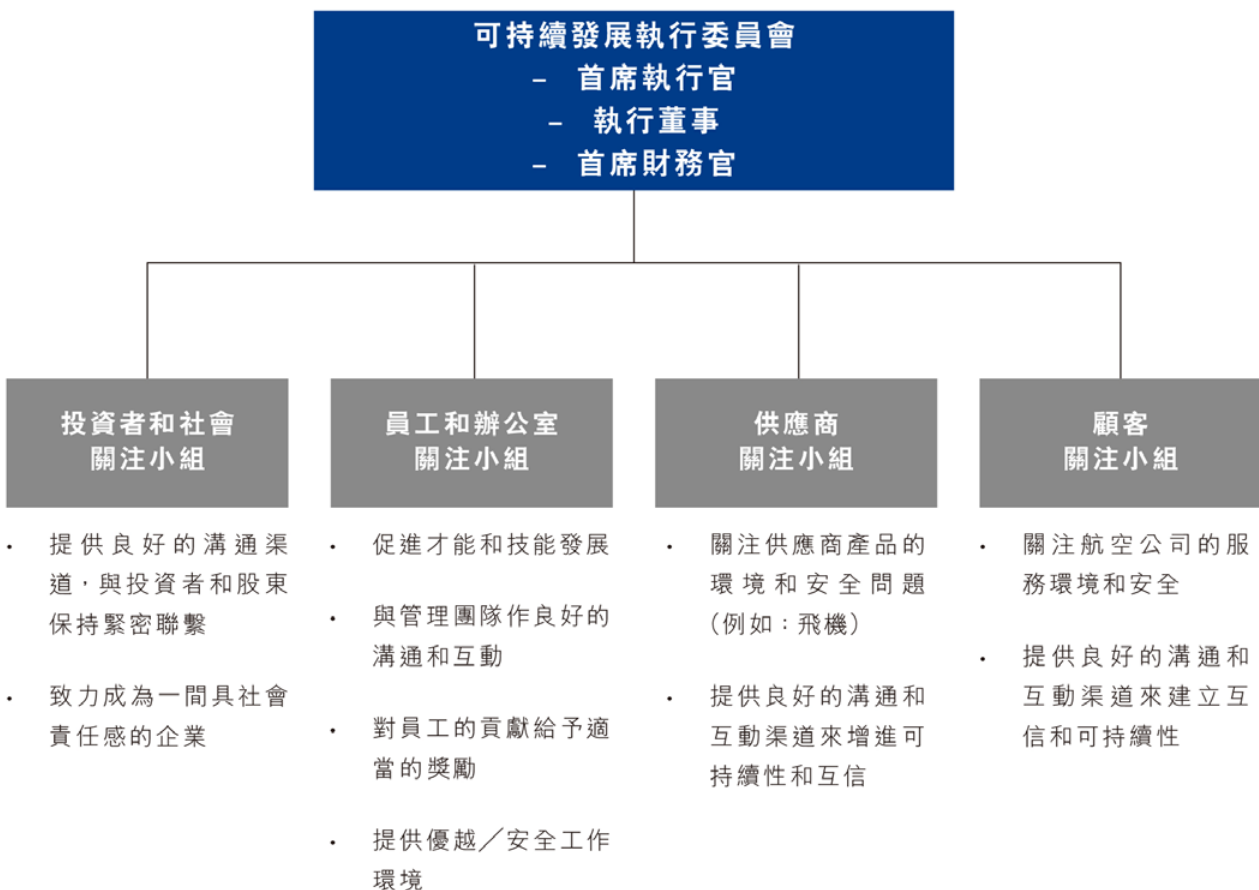 可持續發展執行委員會
– 首席執行官
– 執行董事
– 首席財務官
投資者和社會
關注小組
• 提供良好的溝通渠
道，與投資者和股東
保持緊密聯繫
• 致力成為一間具社會
責任感的企業
員工和辦公室
關注小組
• 促進才能和技能發展
• 與管理團隊作良好的
溝通和互動
• 對員工的貢獻給予適
當的獎勵
• 提供優越／安全工作
環境
供應商
關注小組
• 關注供應商產品的
環境和安全問題
（例如：飛機）
• 提供良好的溝通和
互動渠道來增進可
持續性和互信
顧客
關注小組
• 關注航空公司的服
務環境和安全
• 提供良好的溝通和
互動渠道來建立互
信和可持續性